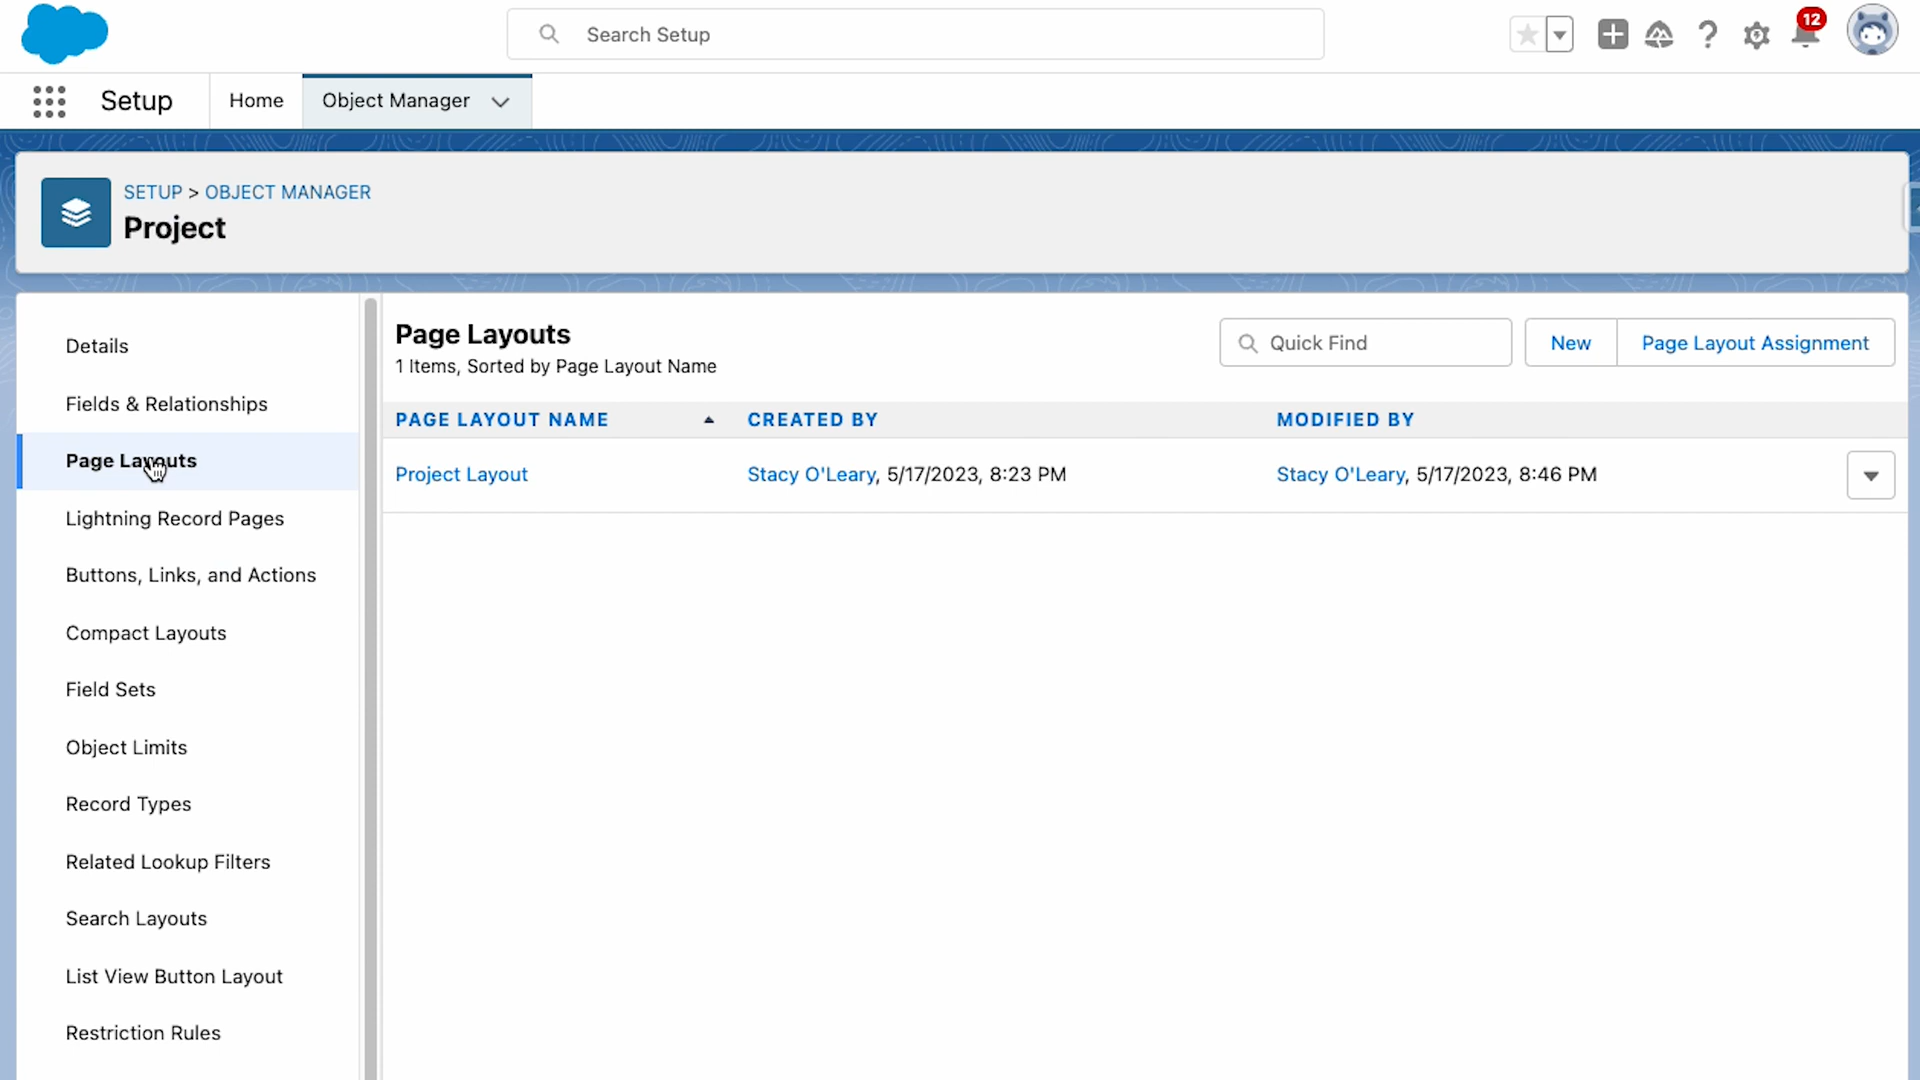 Search Setup
12
Setup
Home
Object Manager
SETUP > OBJECT MANAGER
Project
Details
Fields & Relationships
Page Layouts
Lightning Record Pages
Buttons, Links, and Actions
Compact Layouts
Field Sets
Object Limits
Record Types
Related Lookup Filters
Search Layouts
List View Button Layout
Restriction Rules
Page Layouts
1 Items, Sorted by Page Layout Name
Quick Find
New
Page Layout Assignment
PAGE LAYOUT NAME CREATED BY MODIFIED BY
Project Layout Stacy O'Leary, 5/17/2023, 8:23 PM Stacy O'Leary, 5/17/2023, 8:46 PM